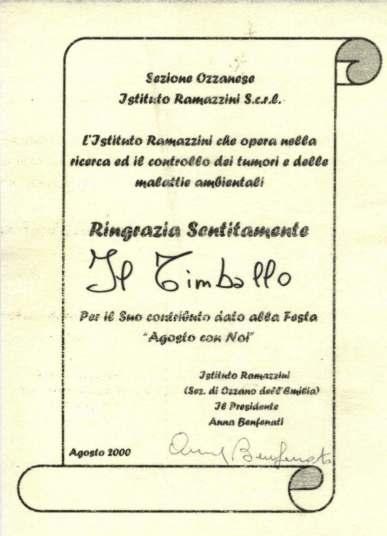 Sezione Ozzanese
Istituto Ramazzini S.c.r.l.
L'Istituto Ramazzini che opera nella
ricerca ed il controllo dei tumori e delle
malattie ambientali
Ringrazia Sentitamente
Il Timballo
Per il Suo contributo dato alla Festa
"Agosto con Noi"
Istituto Ramazzini
(Sez. di Ozzano dell'Emilia)
Il Presidente
Anna Benfenati
Agosto 2000
Anna Benfenati